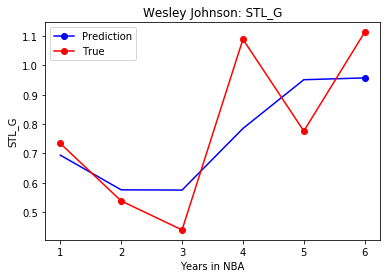 Wesley Johnson: STL_G
Prediction
True
1.1
1.0
0.9
0.8
0.7
0.6
0.5
STL_G
1 2 3 4 5 6
Years in NBA